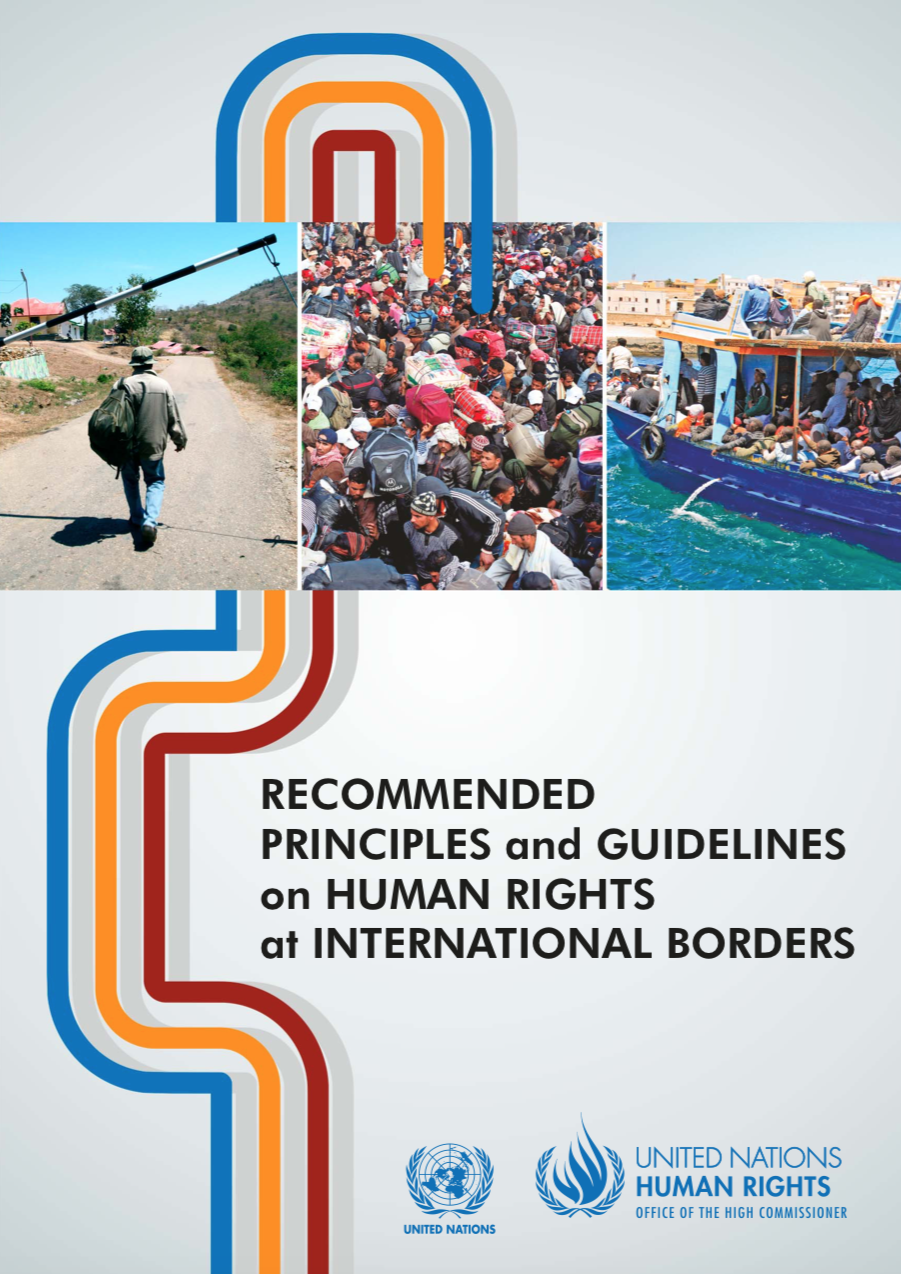 RECOMMENDED
PRINCIPLES and GUIDELINES
on HUMAN RIGHTS
at INTERNATIONAL BORDERS
UNITED NATIONS
UNITED NATIONS
HUMAN RIGHTS
OFFICE OF THE HIGH COMMISSIONER